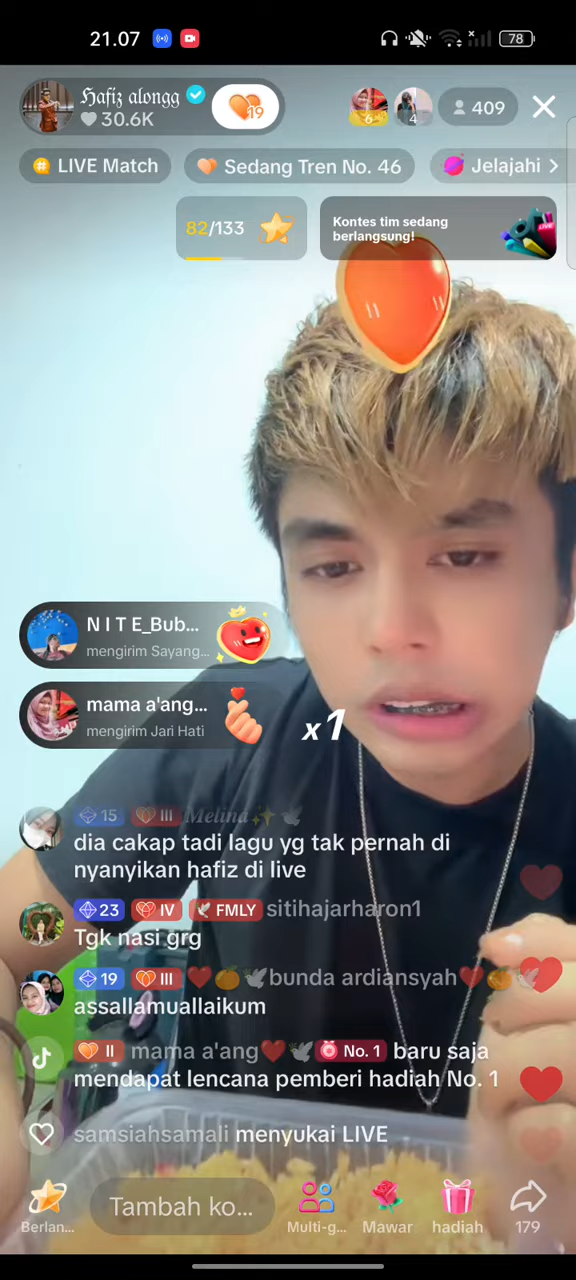 21.07
78
Hafiz alongg
30.6K
19
6
4
409
LIVE Match
Sedang Tren No. 46
Jelajahi
82/133
Kontes tim sedang
berlangsung!
N I T E_Bub...
mengirim Sayang...
mama a'ang...
mengirim Jari Hati
x1
15 III Melina
dia cakap tadi lagu yg tak pernah di
nyanyikan hafiz di live
23 IV FMLY sitihajarharon1
Tgk nasi grg
19 III bunda ardiansyah
assallamuallaikum
II mama a'ang No. 1 baru saja
mendapat lencana pemberi hadiah No. 1
samsiahsamali menyukai LIVE
Berlan...
Tambah ko...
Multi-g...
Mawar
hadiah
179